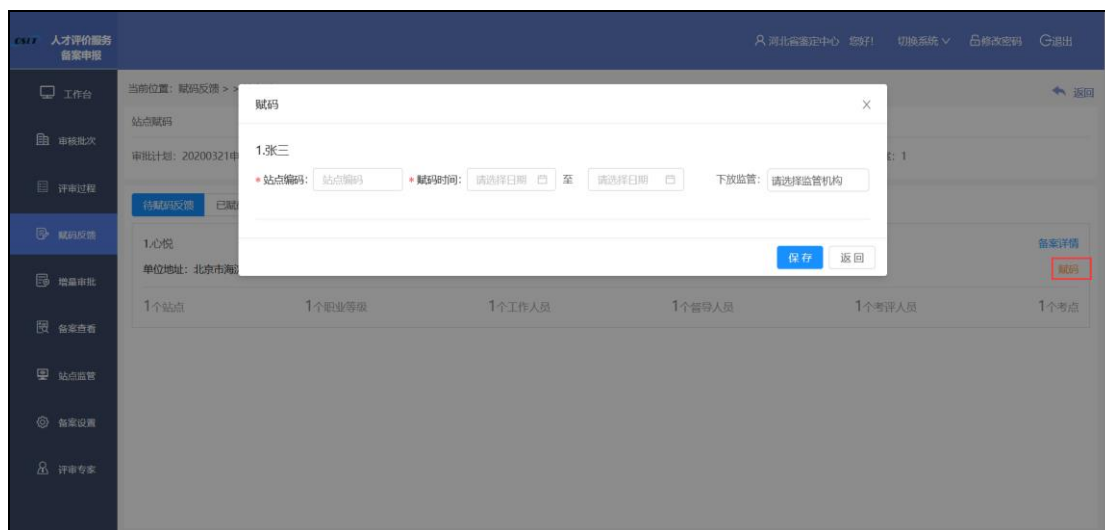 CSIT 人才评价服务
备案申报
河北省鉴定中心 您好! 切换系统 修改密码 退出
工作台
审核批次
评审过程
赋码反馈
增量审批
备案查看
站点监管
备案设置
评审专家
当前位置：赋码反馈 > >
返回
站点赋码
审批计划：20200321申
: 1
待赋码反馈 已赋
1.心悦
备案详情
单位地址：北京市海淀
赋码
1个站点 1个职业等级 1个工作人员 1个督导人员 1个考评人员 1个考点
赋码
1.张三
* 站点编码： 站点编码 * 赋码时间： 请选择日期 至 请选择日期 下放监管： 请选择监管机构
保存 返回